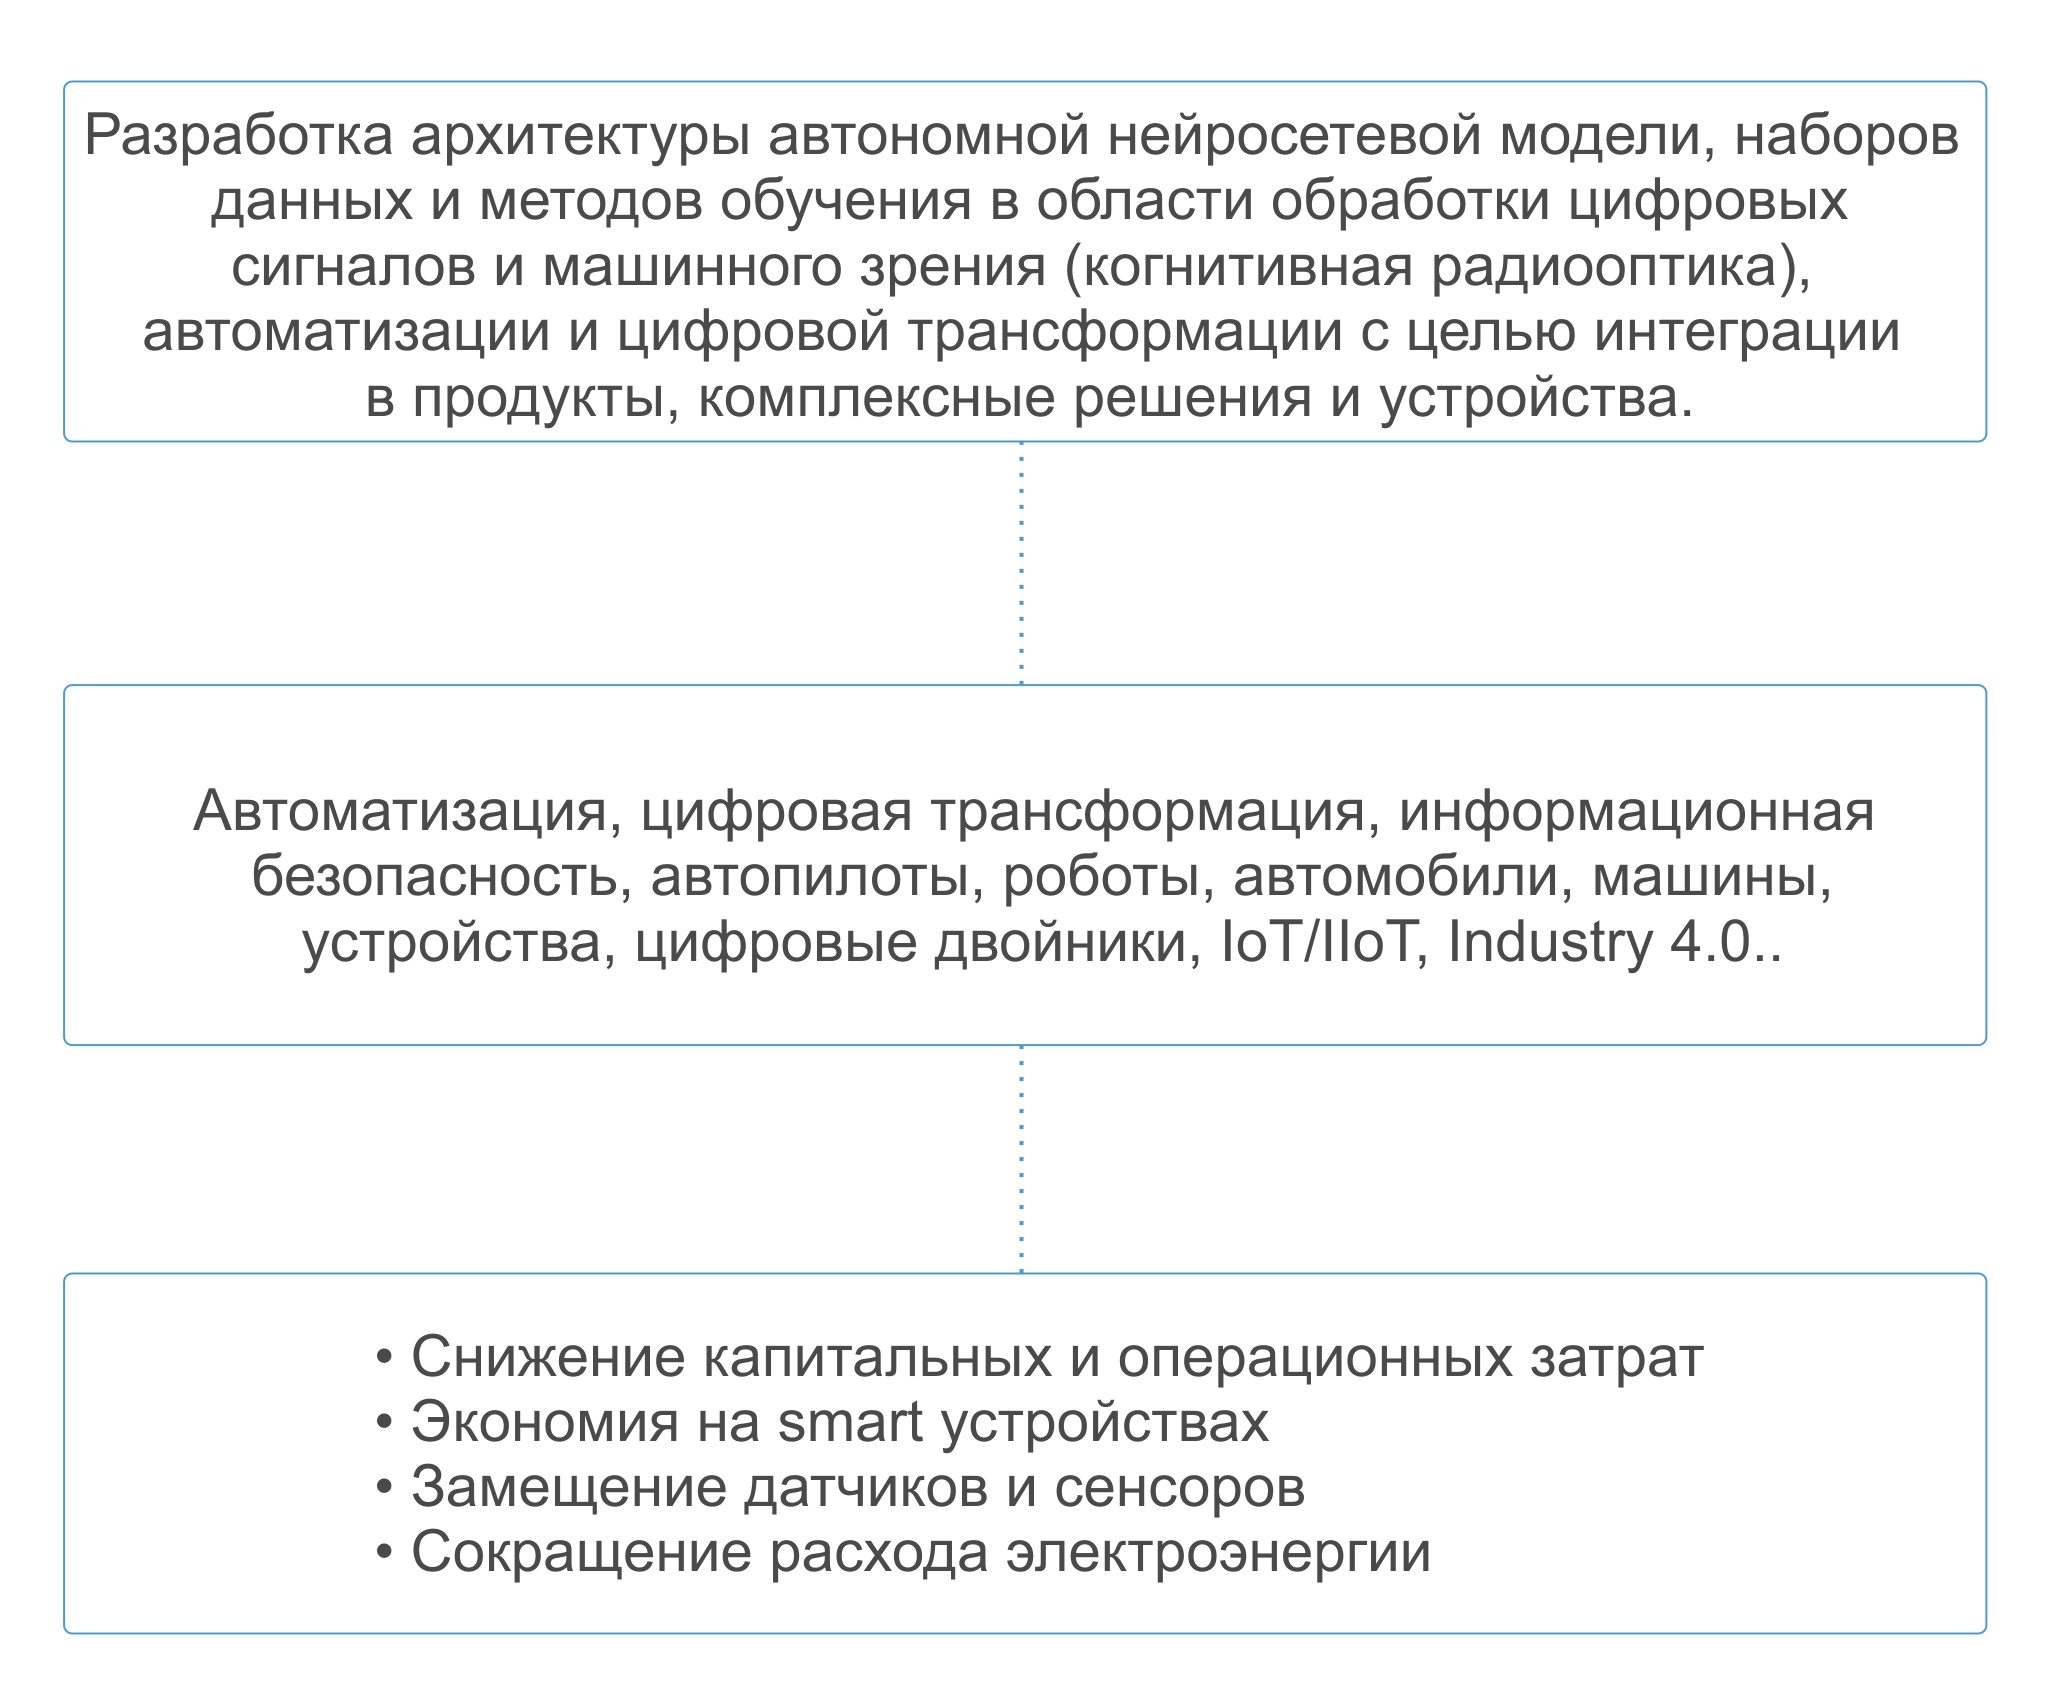 Разработка архитектуры автономной нейросетевой модели, наборов
данных и методов обучения в области обработки цифровых
сигналов и машинного зрения (когнитивная радиооптика),
автоматизации и цифровой трансформации с целью интеграции
в продукты, комплексные решения и устройства.
Автоматизация, цифровая трансформация, информационная
безопасность, автопилоты, роботы, автомобили, машины,
устройства, цифровые двойники, IoT/IIoT, Industry 4.0..
• Снижение капитальных и операционных затрат
• Экономия на smart устройствах
• Замещение датчиков и сенсоров
• Сокращение расхода электроэнергии